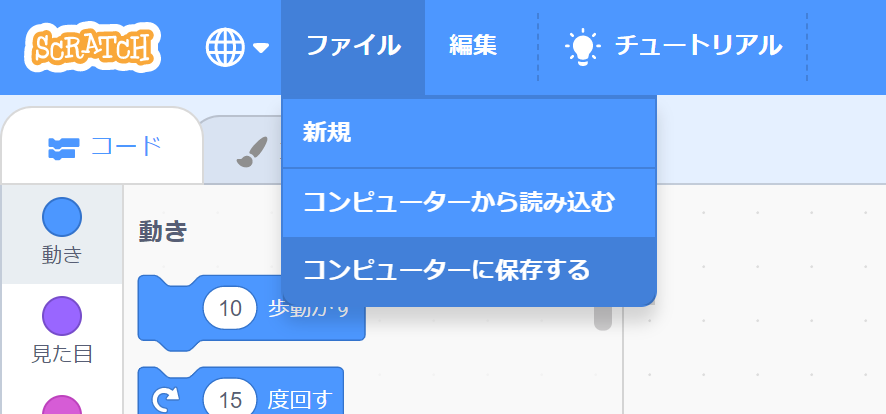 SCRATCH
ファイル
編集
チュートリアル
新規
コンピューターから読み込む
コンピューターに保存する
コード
動き
見た目
動き
10 歩動かす
15 度回す